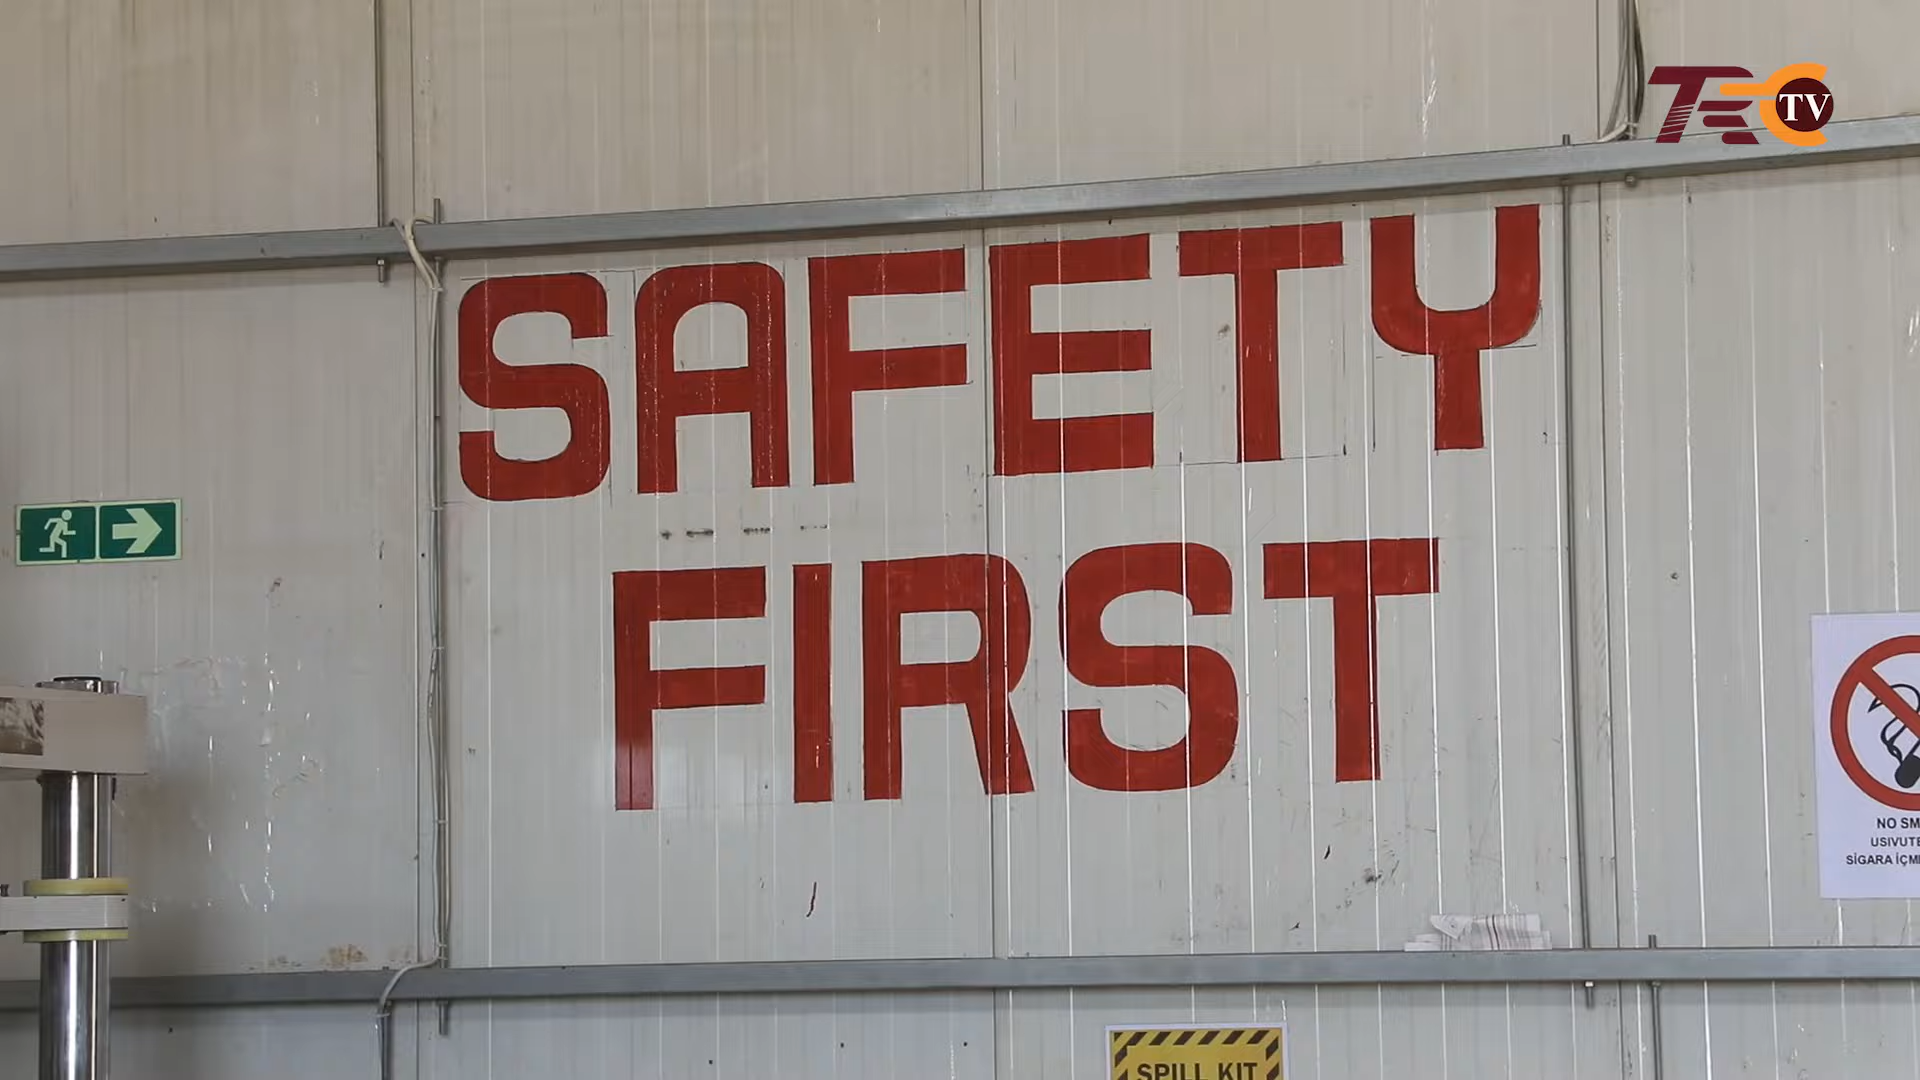 TRC TV
SAFETY
FIRST
NO SM
USIVUTE
SİGARA İÇM
SPILL KIT